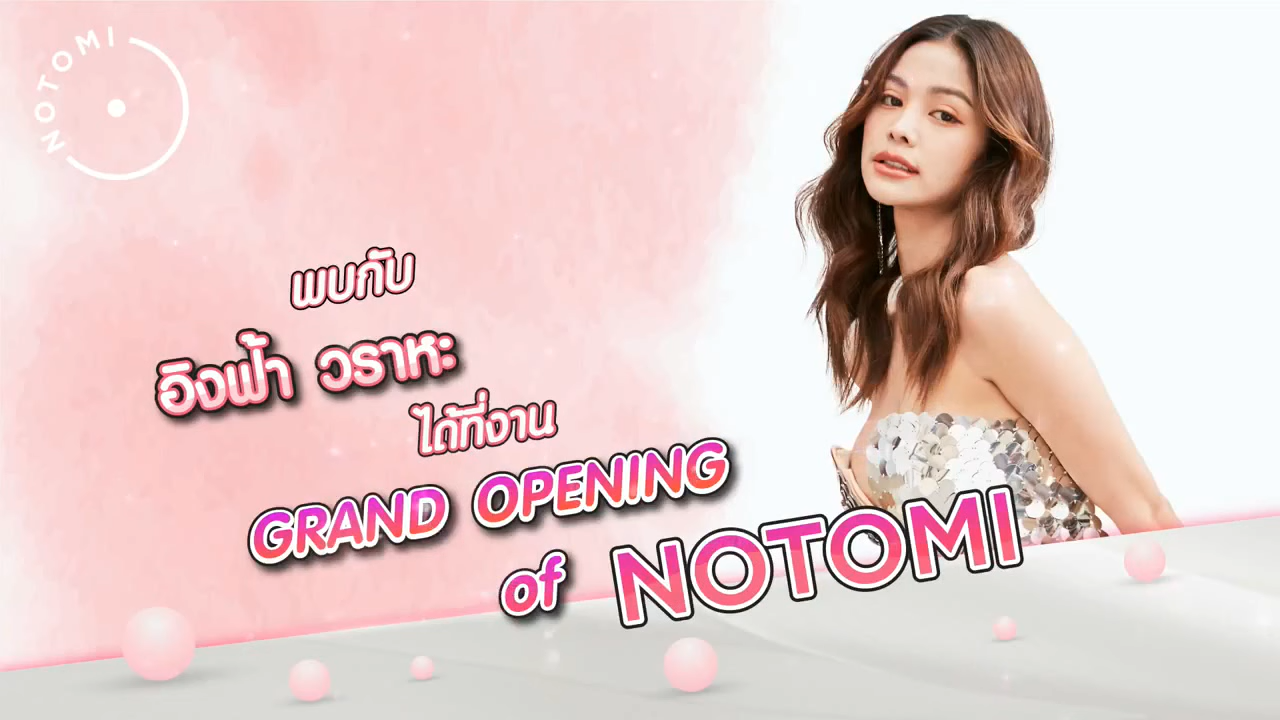 NOTOMI
พบกับ
อิงฟ้า วราหะ
ได้ที่งาน
GRAND OPENING
of NOTOMI